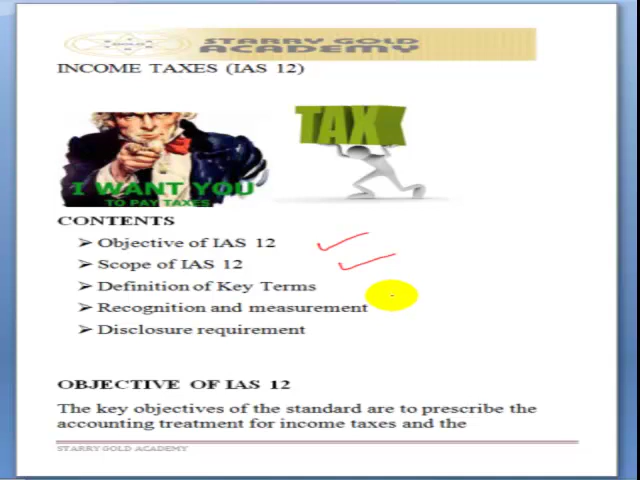 STARRY GOLD
ACADEMY
INCOME TAXES (IAS 12)
I WANT YOU
TO PAY TAXES
TAX
CONTENTS
➢ Objective of IAS 12
➢ Scope of IAS 12
➢ Definition of Key Terms
➢ Recognition and measurement
➢ Disclosure requirement
OBJECTIVE OF IAS 12
The key objectives of the standard are to prescribe the
accounting treatment for income taxes and the
STARRY GOLD ACADEMY